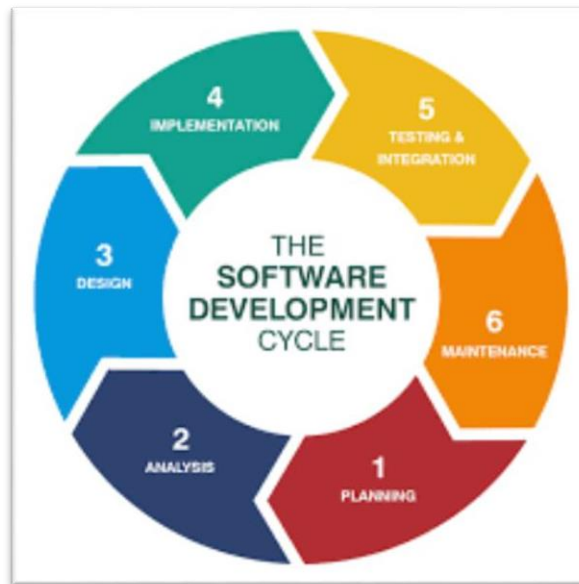 THE
SOFTWARE
DEVELOPMENT
CYCLE
1
PLANNING
2
ANALYSIS
3
DESIGN
4
IMPLEMENTATION
5
TESTING &
INTEGRATION
6
MAINTENANCE